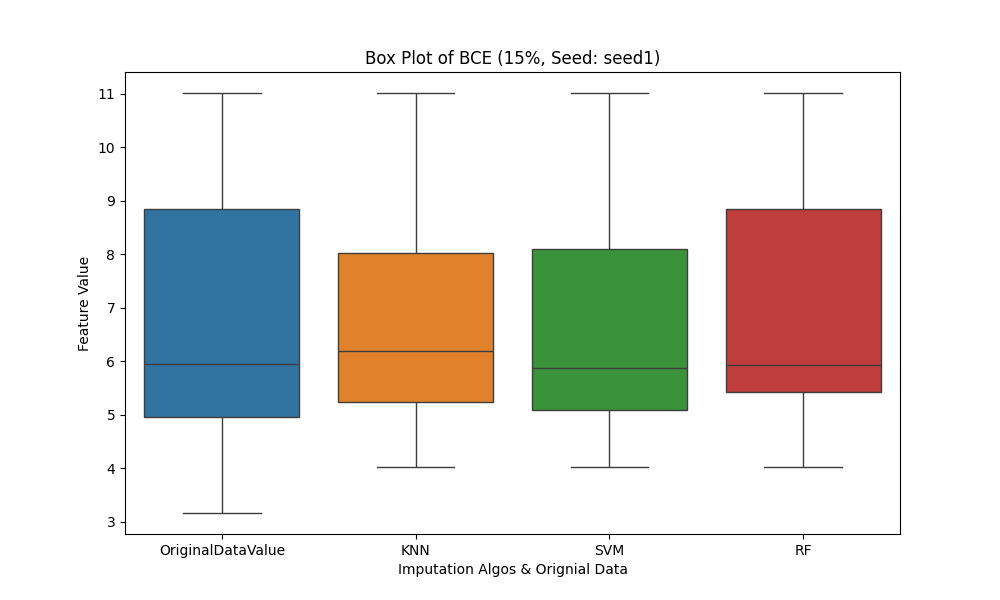 Box Plot of BCE (15%, Seed: seed1)
Feature Value
11
10
9
8
7
6
5
4
3
OriginalDataValue KNN SVM RF
Imputation Algos & Orignial Data